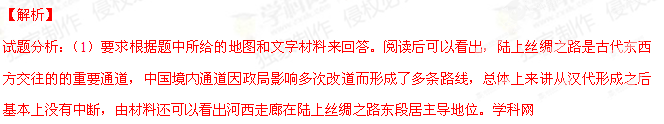 【解析】
试题分析：（1）要求根据题中所给的地图和文字材料来回答。阅读后可以看出，陆上丝绸之路是古代东西
方交往的的重要通道，中国境内通道因政局影响多次改道而形成了多条路线，总体上来讲从汉代形成之后
基本上没有中断，由材料还可以看出河西走廊在陆上丝绸之路东段居主导地位。学科网